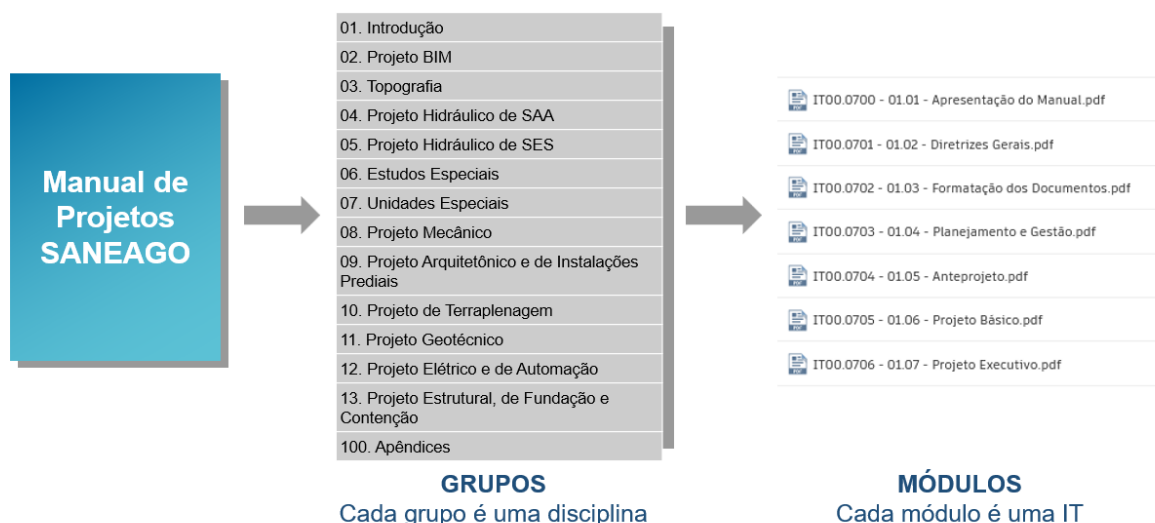 Manual de
Projetos
SANEAGO
01. Introdução
02. Projeto BIM
03. Topografia
04. Projeto Hidráulico de SAA
05. Projeto Hidráulico de SES
06. Estudos Especiais
07. Unidades Especiais
08. Projeto Mecânico
09. Projeto Arquitetônico e de Instalações
Prediais
10. Projeto de Terraplenagem
11. Projeto Geotécnico
12. Projeto Elétrico e de Automação
13. Projeto Estrutural, de Fundação e
Contenção
100. Apêndices
GRUPOS
Cada grupo é uma disciplina
IT00.0700 - 01.01 - Apresentação do Manual.pdf
IT00.0701 - 01.02 - Diretrizes Gerais.pdf
IT00.0702 - 01.03 - Formatação dos Documentos.pdf
IT00.0703 - 01.04 - Planejamento e Gestão.pdf
IT00.0704 - 01.05 - Anteprojeto.pdf
IT00.0705 - 01.06 - Projeto Básico.pdf
IT00.0706 - 01.07 - Projeto Executivo.pdf
MÓDULOS
Cada módulo é uma IT